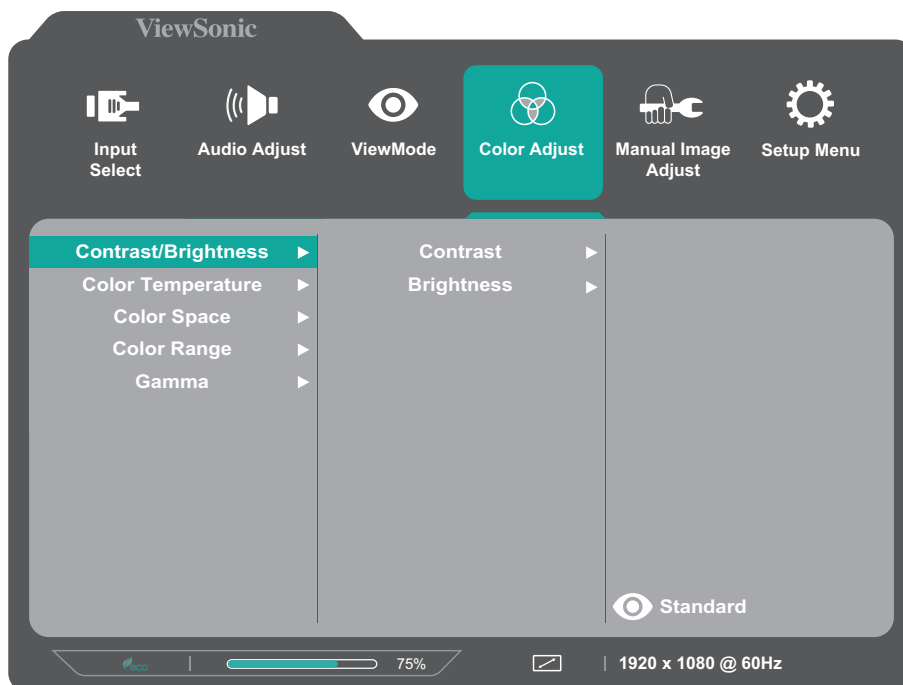 ViewSonic
Input
Select
Audio Adjust
ViewMode
Color Adjust
Manual Image
Adjust
Setup Menu
Contrast/Brightness
Color Temperature
Color Space
Color Range
Gamma
Contrast
Brightness
Standard
eco
75%
1920 x 1080 @ 60Hz